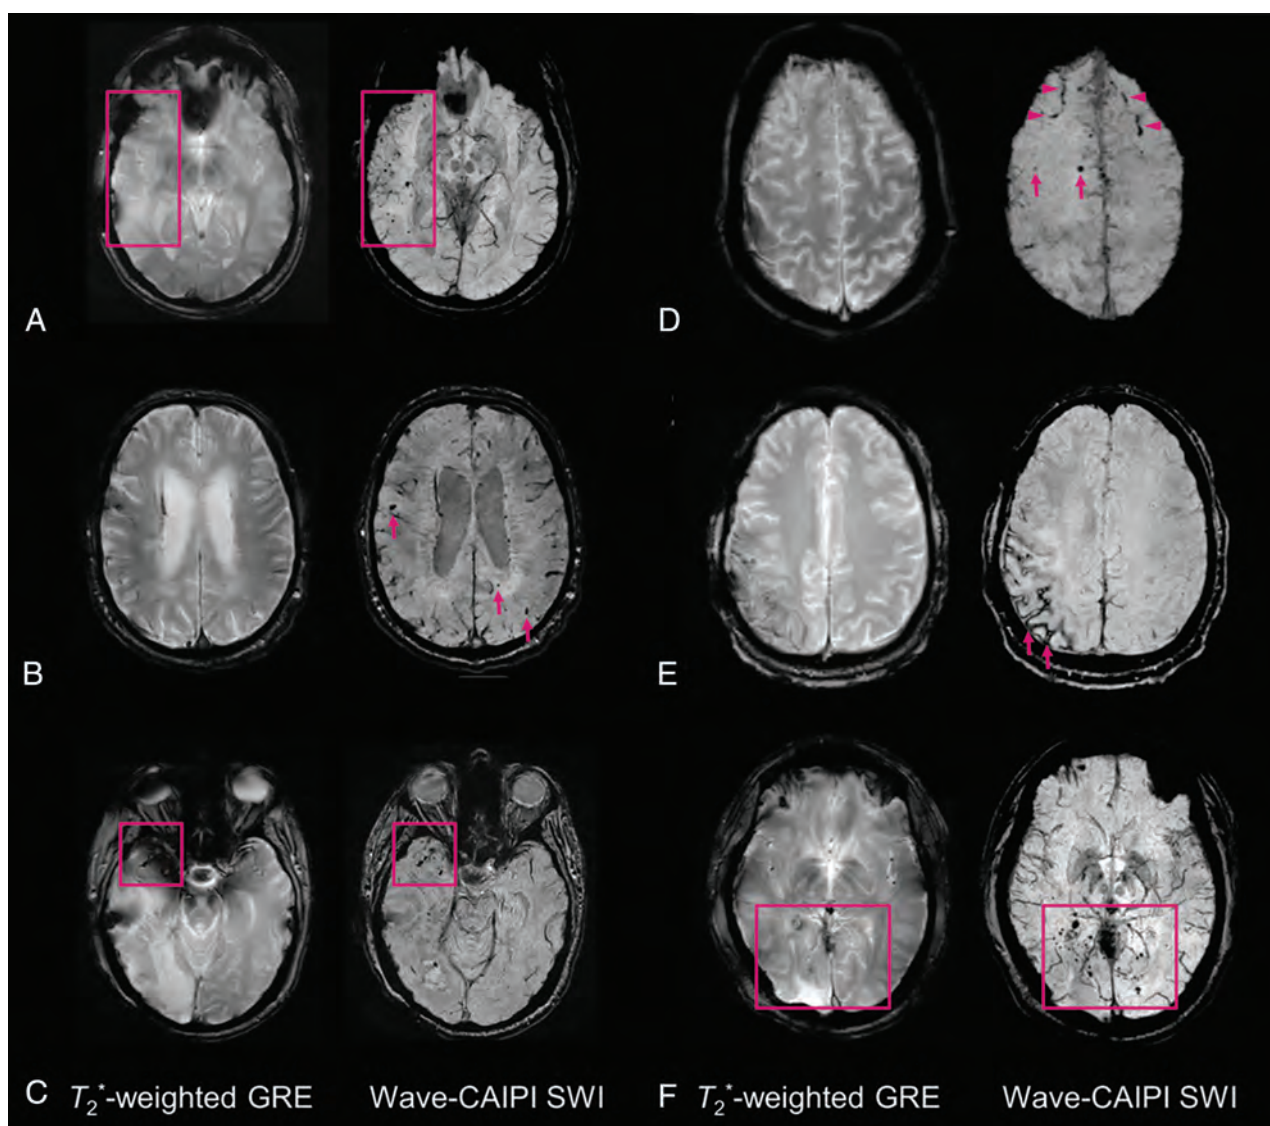 A
D
B
E
C T₂*-weighted GRE Wave-CAIPI SWI F T₂*-weighted GRE Wave-CAIPI SWI